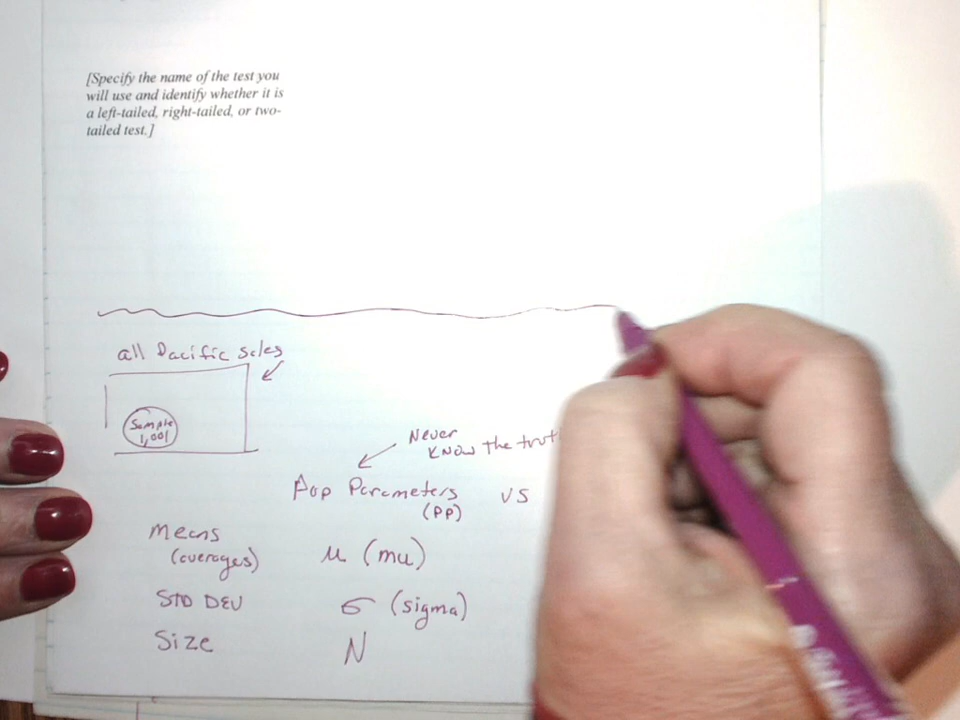 [Specify the name of the test you
will use and identify whether it is
a left-tailed, right-tailed, or two-
tailed test.]
all Pacific Sales
Sample
1,001
Never
KNOW the trut
Pop Parameters VS
(PP)
Means
(averages) μ (mu)
STD DEV σ (sigma)
Size N